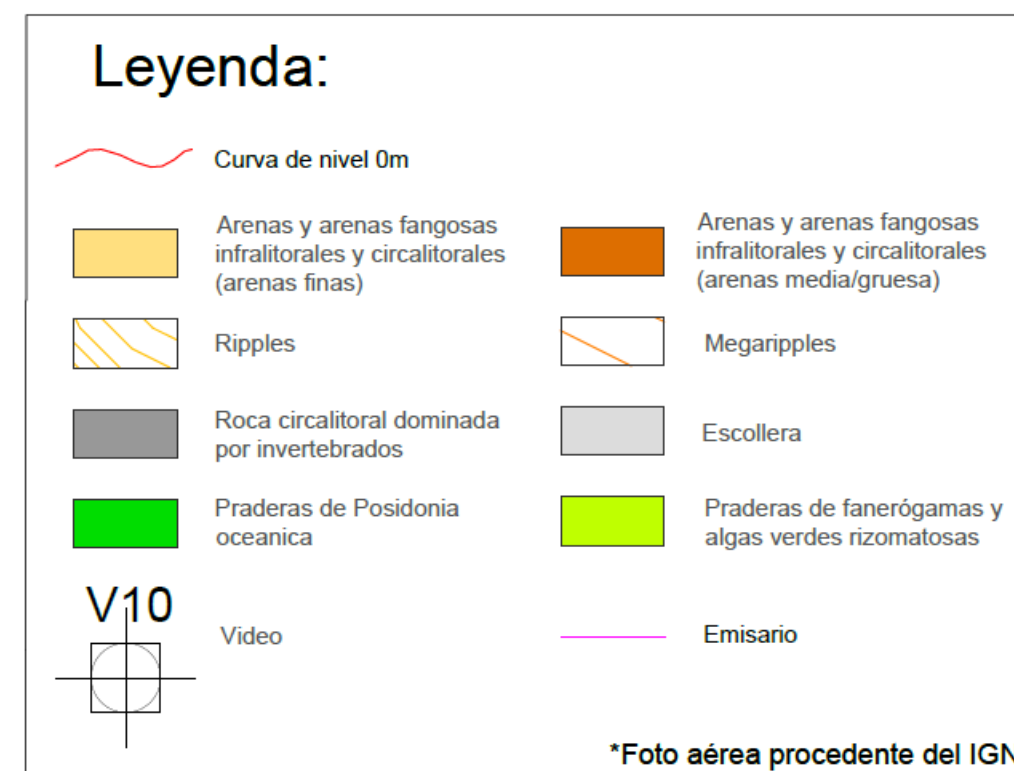 Leyenda:
Curva de nivel 0m
Arenas y arenas fangosas
infralitorales y circalitorales
(arenas finas)
Arenas y arenas fangosas
infralitorales y circalitorales
(arenas media/gruesa)
Ripples
Megaripples
Roca circalitoral dominada
por invertebrados
Escollera
Praderas de Posidonia
oceanica
Praderas de fanerógamas y
algas verdes rizomatosas
V10
Video
Emisario
*Foto aérea procedente del IGN